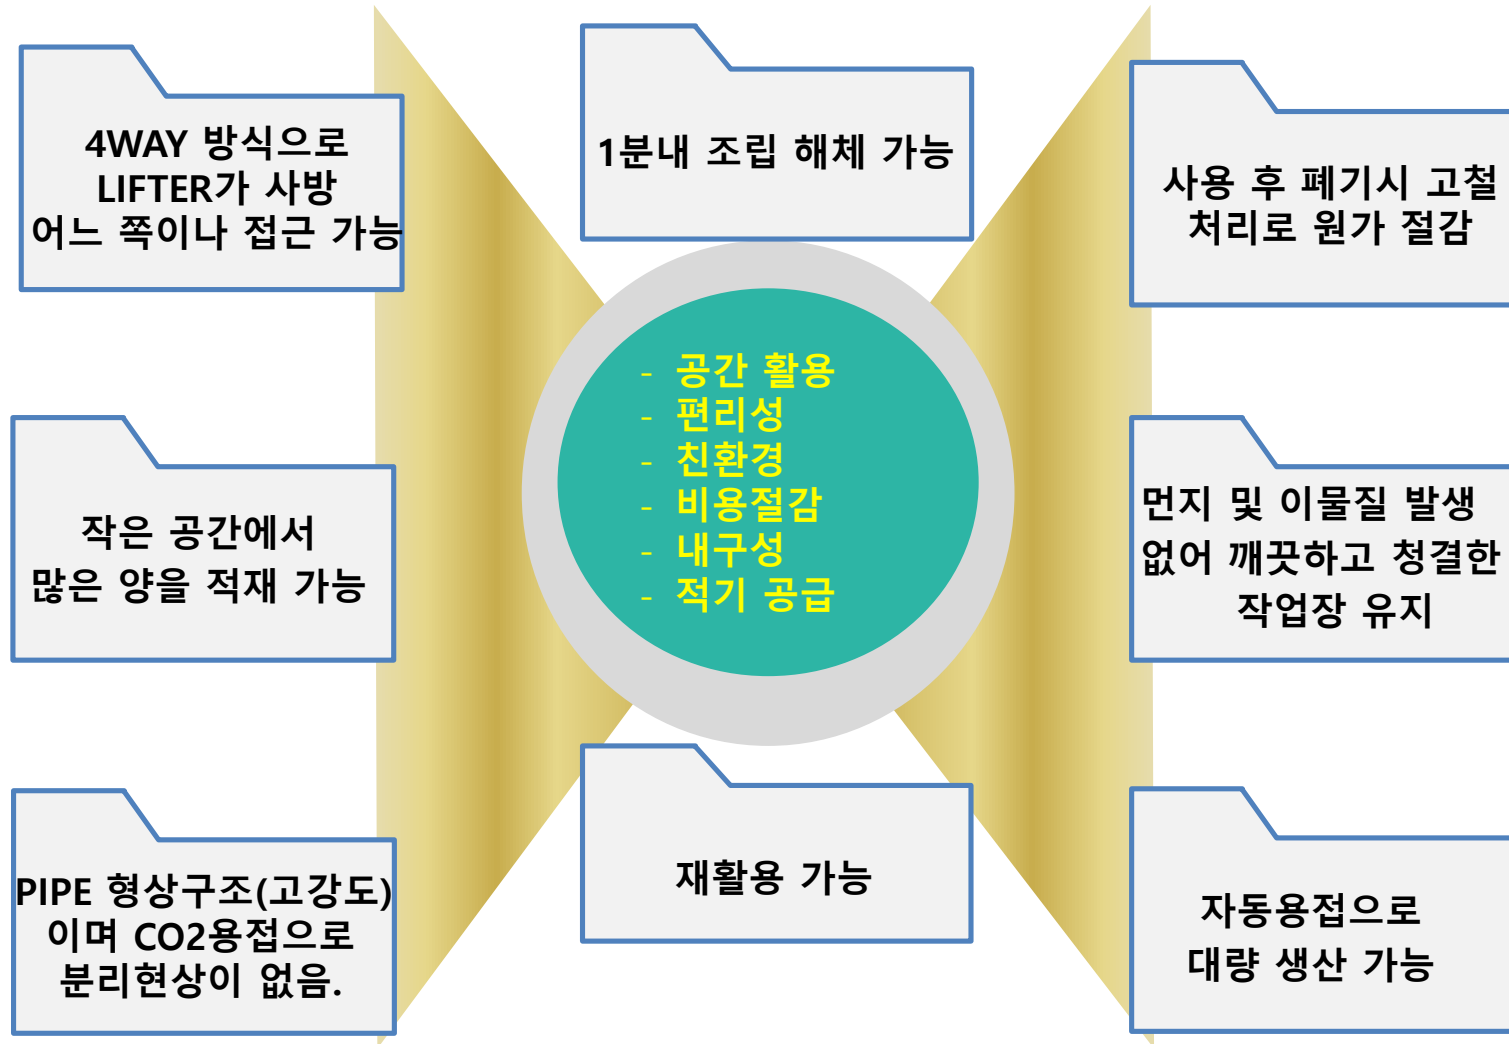 4WAY 방식으로
LIFTER가 사방
어느 쪽이나 접근 가능
1분내 조립 해체 가능
사용 후 폐기시 고철
처리로 원가 절감
- 공간 활용
- 편리성
- 친환경
- 비용절감
- 내구성
- 적기 공급
작은 공간에서
많은 양을 적재 가능
먼지 및 이물질 발생
없어 깨끗하고 청결한
작업장 유지
PIPE 형상구조(고강도)
이며 CO2용접으로
분리현상이 없음.
재활용 가능
자동용접으로
대량 생산 가능